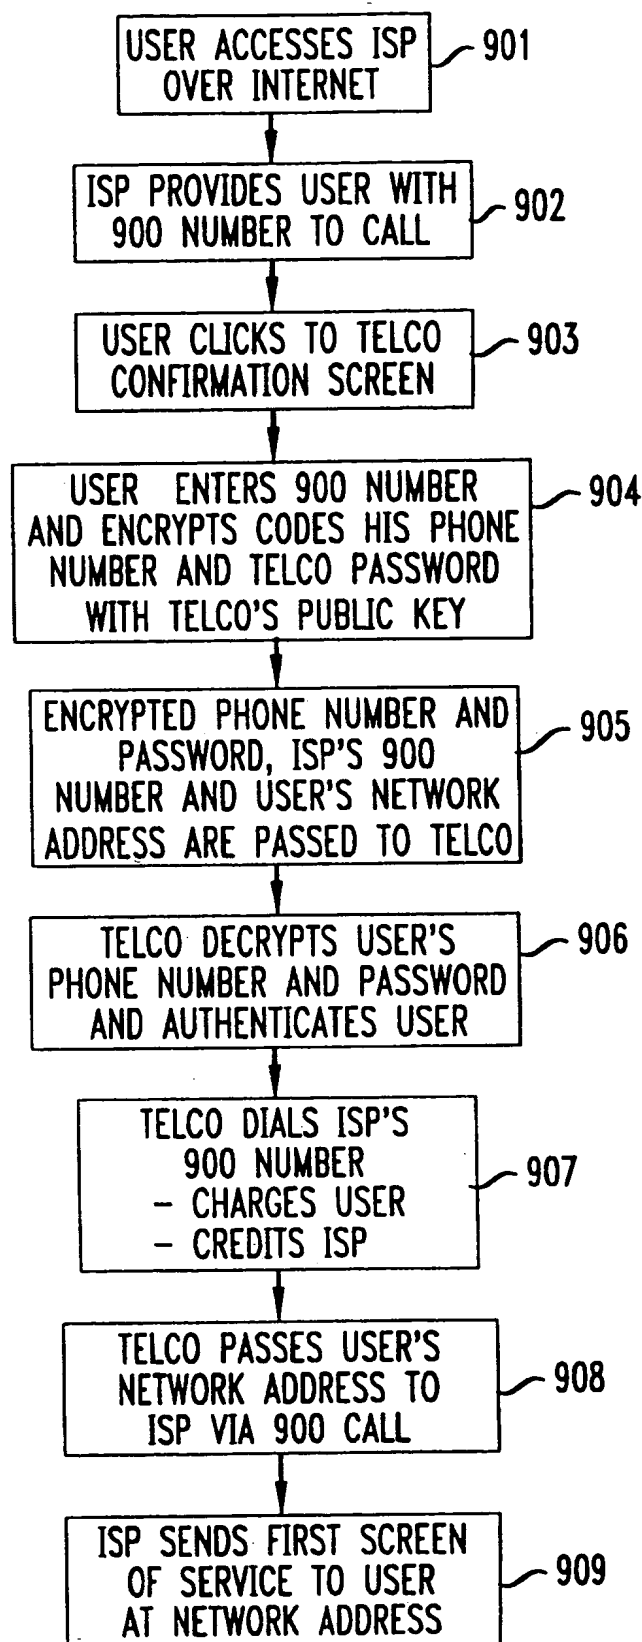 USER ACCESSES ISP
OVER INTERNET
901
ISP PROVIDES USER WITH
900 NUMBER TO CALL
902
USER CLICKS TO TELCO
CONFIRMATION SCREEN
903
USER ENTERS 900 NUMBER
AND ENCRYPTS CODES HIS PHONE
NUMBER AND TELCO PASSWORD
WITH TELCO'S PUBLIC KEY
904
ENCRYPTED PHONE NUMBER AND
PASSWORD, ISP'S 900
NUMBER AND USER'S NETWORK
ADDRESS ARE PASSED TO TELCO
905
TELCO DECRYPTS USER'S
PHONE NUMBER AND PASSWORD
AND AUTHENTICATES USER
906
TELCO DIALS ISP'S
900 NUMBER
- CHARGES USER
- CREDITS ISP
907
TELCO PASSES USER'S
NETWORK ADDRESS TO
ISP VIA 900 CALL
908
ISP SENDS FIRST SCREEN
OF SERVICE TO USER
AT NETWORK ADDRESS
909